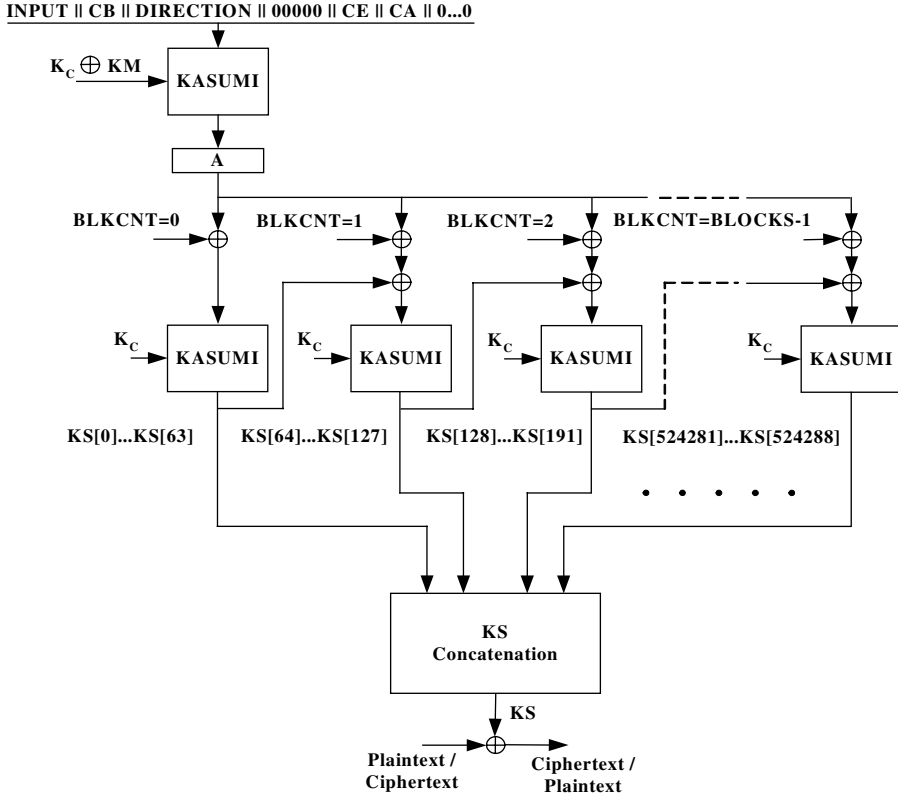 INPUT || CB || DIRECTION || 00000 || CE || CA || 0...0
K_C ⊕ KM
KASUMI
A
BLKCNT=0
BLKCNT=1
BLKCNT=2
BLKCNT=BLOCKS-1
K_C
KASUMI
K_C
KASUMI
K_C
KASUMI
K_C
KASUMI
KS[0]...KS[63]
KS[64]...KS[127]
KS[128]...KS[191]
KS[524281]...KS[524288]
KS
Concatenation
KS
Plaintext /
Ciphertext
Ciphertext /
Plaintext